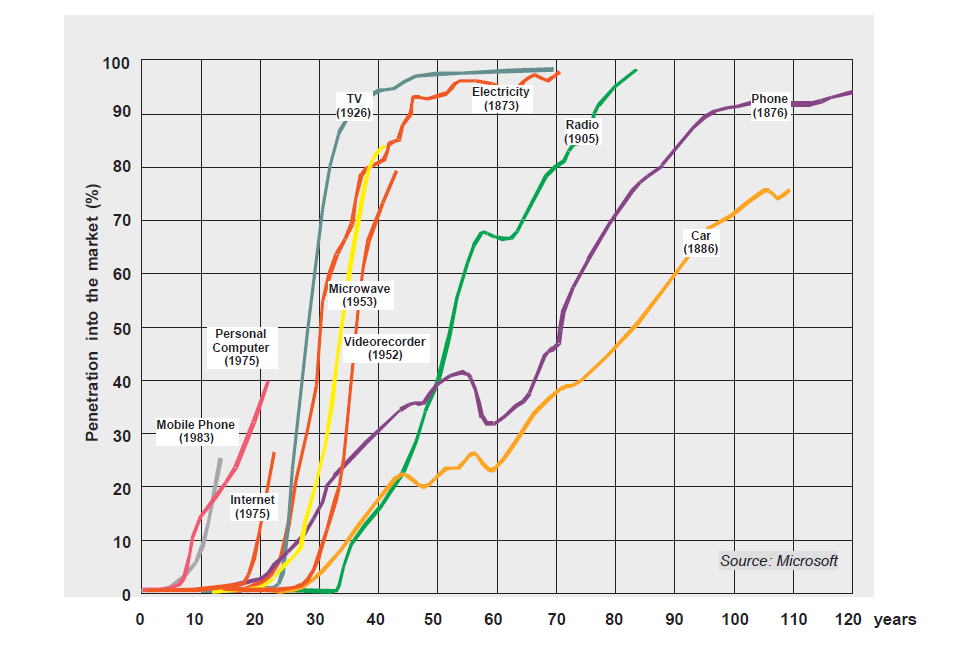 Penetration into the market (%)
100
90
80
70
60
50
40
30
20
10
0
TV
(1926)
Electricity
(1873)
Radio
(1905)
Phone
(1876)
Car
(1886)
Microwave
(1953)
Videorecorder
(1952)
Personal
Computer
(1975)
Mobile Phone
(1983)
Internet
(1975)
Source: Microsoft
0 10 20 30 40 50 60 70 80 90 100 110 120 years